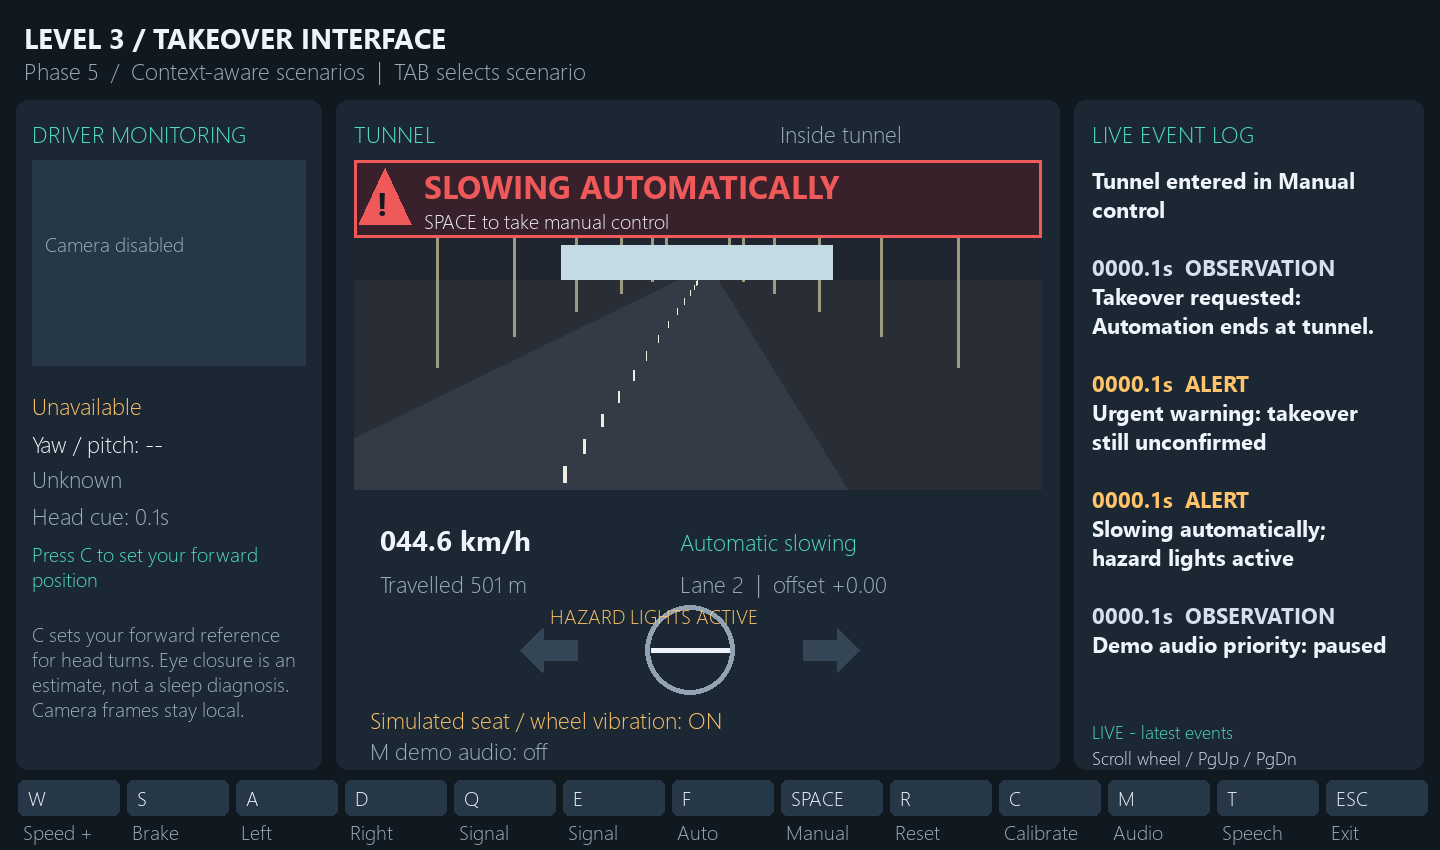 LEVEL 3 / TAKEOVER INTERFACE
Phase 5 / Context-aware scenarios | TAB selects scenario
DRIVER MONITORING
Camera disabled
Unavailable
Yaw / pitch: --
Unknown
Head cue: 0.1s
Press C to set your forward
position
C sets your forward reference
for head turns. Eye closure is an
estimate, not a sleep diagnosis.
Camera frames stay local.
TUNNEL
Inside tunnel
!
SLOWING AUTOMATICALLY
SPACE to take manual control
044.6 km/h
Automatic slowing
Travelled 501 m
Lane 2 | offset +0.00
HAZARD LIGHTS ACTIVE
Simulated seat / wheel vibration: ON
M demo audio: off
LIVE EVENT LOG
Tunnel entered in Manual
control
0000.1s OBSERVATION
Takeover requested:
Automation ends at tunnel.
0000.1s ALERT
Urgent warning: takeover
still unconfirmed
0000.1s ALERT
Slowing automatically;
hazard lights active
0000.1s OBSERVATION
Demo audio priority: paused
LIVE - latest events
Scroll wheel / PgUp / PgDn
W
Speed +
S
Brake
A
Left
D
Right
Q
Signal
E
Signal
F
Auto
SPACE
Manual
R
Reset
C
Calibrate
M
Audio
T
Speech
ESC
Exit